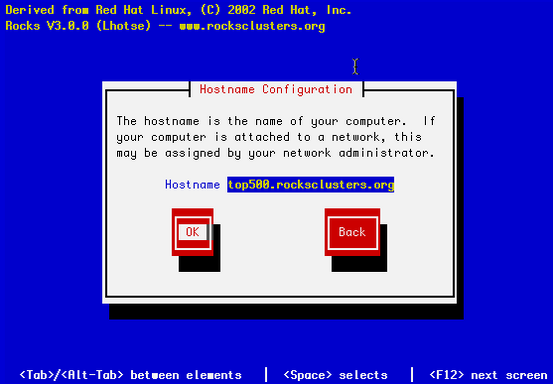 Derived from Red Hat Linux, (C) 2002 Red Hat, Inc.
Rocks V3.0.0 (Lhotse) -- www.rocksclusters.org
Hostname Configuration
The hostname is the name of your computer.  If
your computer is attached to a network, this
may be assigned by your network administrator.
Hostname top500.rocksclusters.org
OK Back
<Tab>/<Alt-Tab> between elements | <Space> selects | <F12> next screen